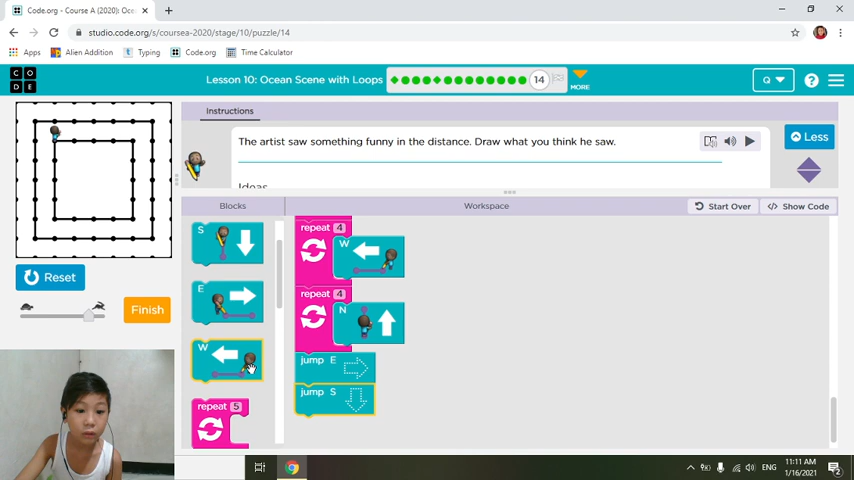 Code.org - Course A (2020): Oce
studio.code.org/s/coursea-2020/stage/10/puzzle/14
Apps
Alien Addition
Typing
Code.org
Time Calculator
C O
D E
Lesson 10: Ocean Scene with Loops
14
MORE
Q
?
Instructions
The artist saw something funny in the distance. Draw what you think he saw.
Less
Ideas
Blocks
Workspace
Start Over
Show Code
S
E
W
repeat 5
repeat 4
W
repeat 4
N
jump E
jump S
Reset
Finish
ENG
11:11 AM
1/16/2021
2